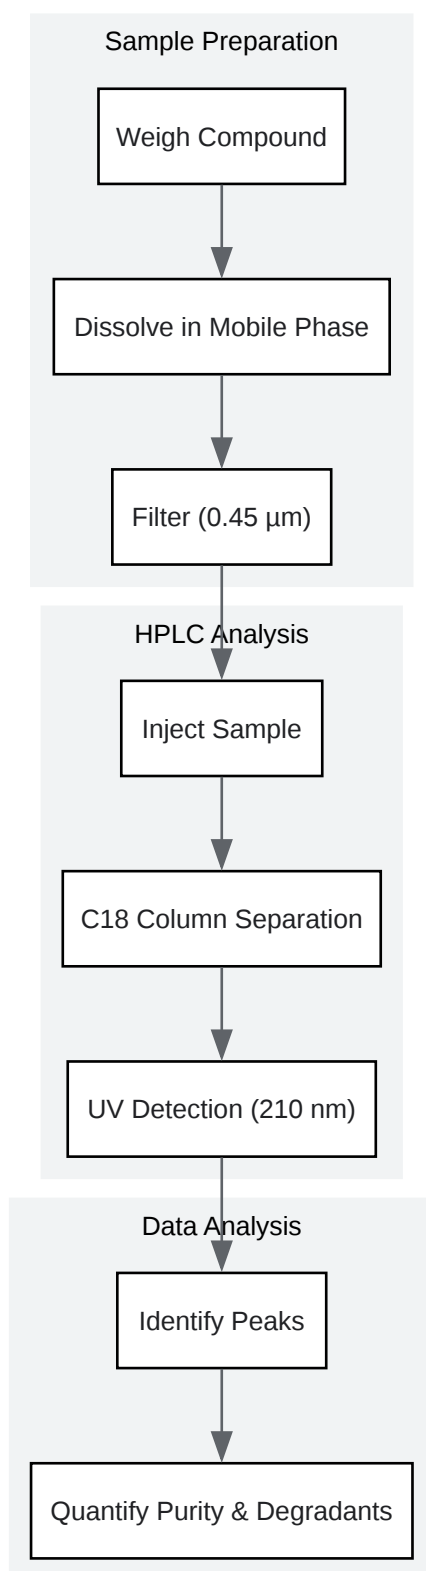 Sample Preparation
Weigh Compound
Dissolve in Mobile Phase
Filter (0.45 µm)
HPLC Analysis
Inject Sample
C18 Column Separation
UV Detection (210 nm)
Data Analysis
Identify Peaks
Quantify Purity & Degradants